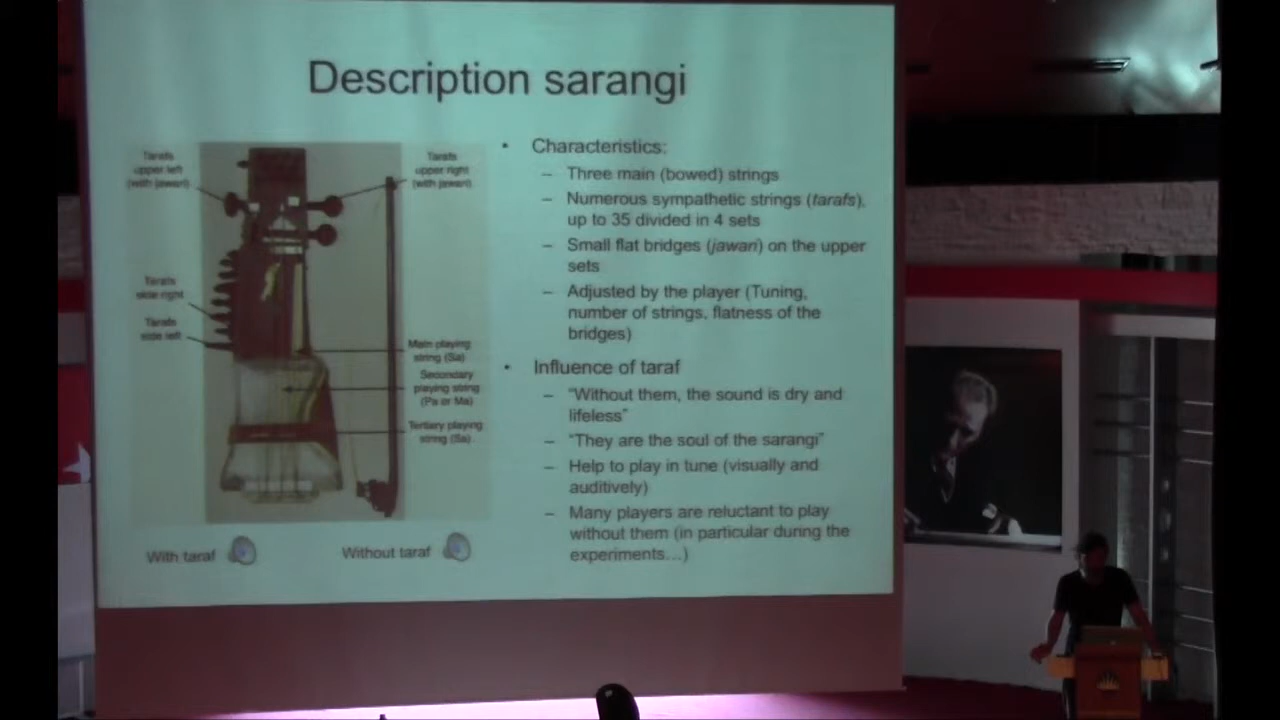 Description sarangi
Tarafs
upper left
(with jawari)
Tarafs
upper right
(with jawari)
Tarafs
side right
Tarafs
side left
Main playing
string (Sa)
Secondary
playing string
(Pa or Ma)
Tertiary playing
string (Sa)
With taraf
Without taraf
• Characteristics:
– Three main (bowed) strings
– Numerous sympathetic strings (tarafs),
up to 35 divided in 4 sets
– Small flat bridges (jawari) on the upper
sets
– Adjusted by the player (Tuning,
number of strings, flatness of the
bridges)
• Influence of taraf
– “Without them, the sound is dry and
lifeless”
– “They are the soul of the sarangi”
– Help to play in tune (visually and
auditively)
– Many players are reluctant to play
without them (in particular during the
experiments…)